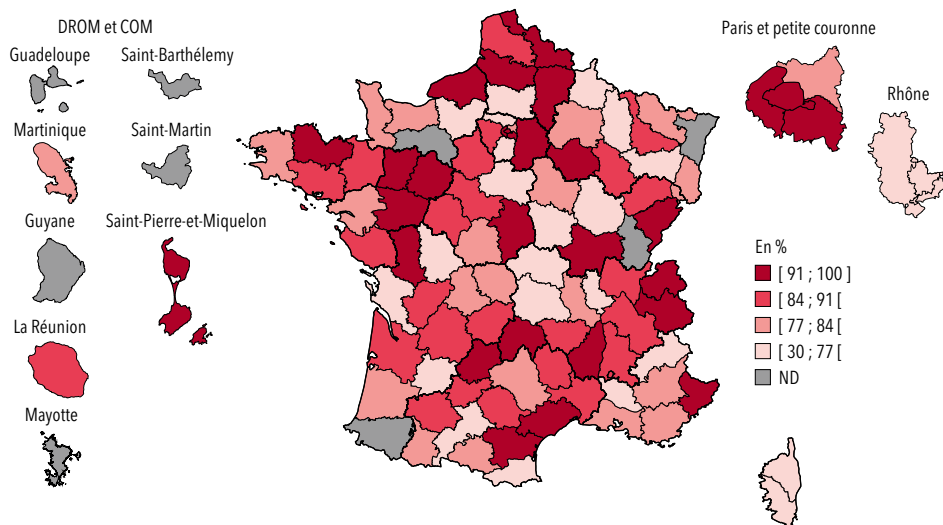 DROM et COM
Guadeloupe
Saint-Barthélemy
Martinique
Saint-Martin
Guyane
Saint-Pierre-et-Miquelon
La Réunion
Mayotte
Paris et petite couronne
Rhône
En %
[ 91 ; 100 ]
[ 84 ; 91 [
[ 77 ; 84 [
[ 30 ; 77 [
ND